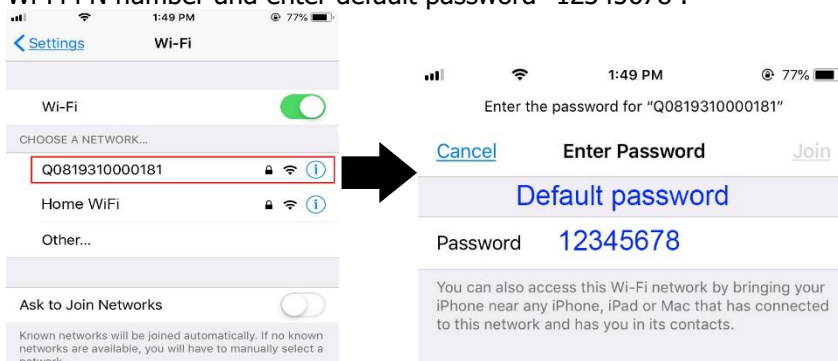 Wi-Fi PN number and enter default password "12345678".
1:49 PM
77%
Settings
Wi-Fi
Wi-Fi
CHOOSE A NETWORK...
Q0819310000181
Home WiFi
Other...
Ask to Join Networks
Known networks will be joined automatically. If no known
networks are available, you will have to manually select a
network.
1:49 PM
77%
Enter the password for "Q0819310000181"
Cancel
Enter Password
Join
Default password
Password
12345678
You can also access this Wi-Fi network by bringing your
iPhone near any iPhone, iPad or Mac that has connected
to this network and has you in its contacts.